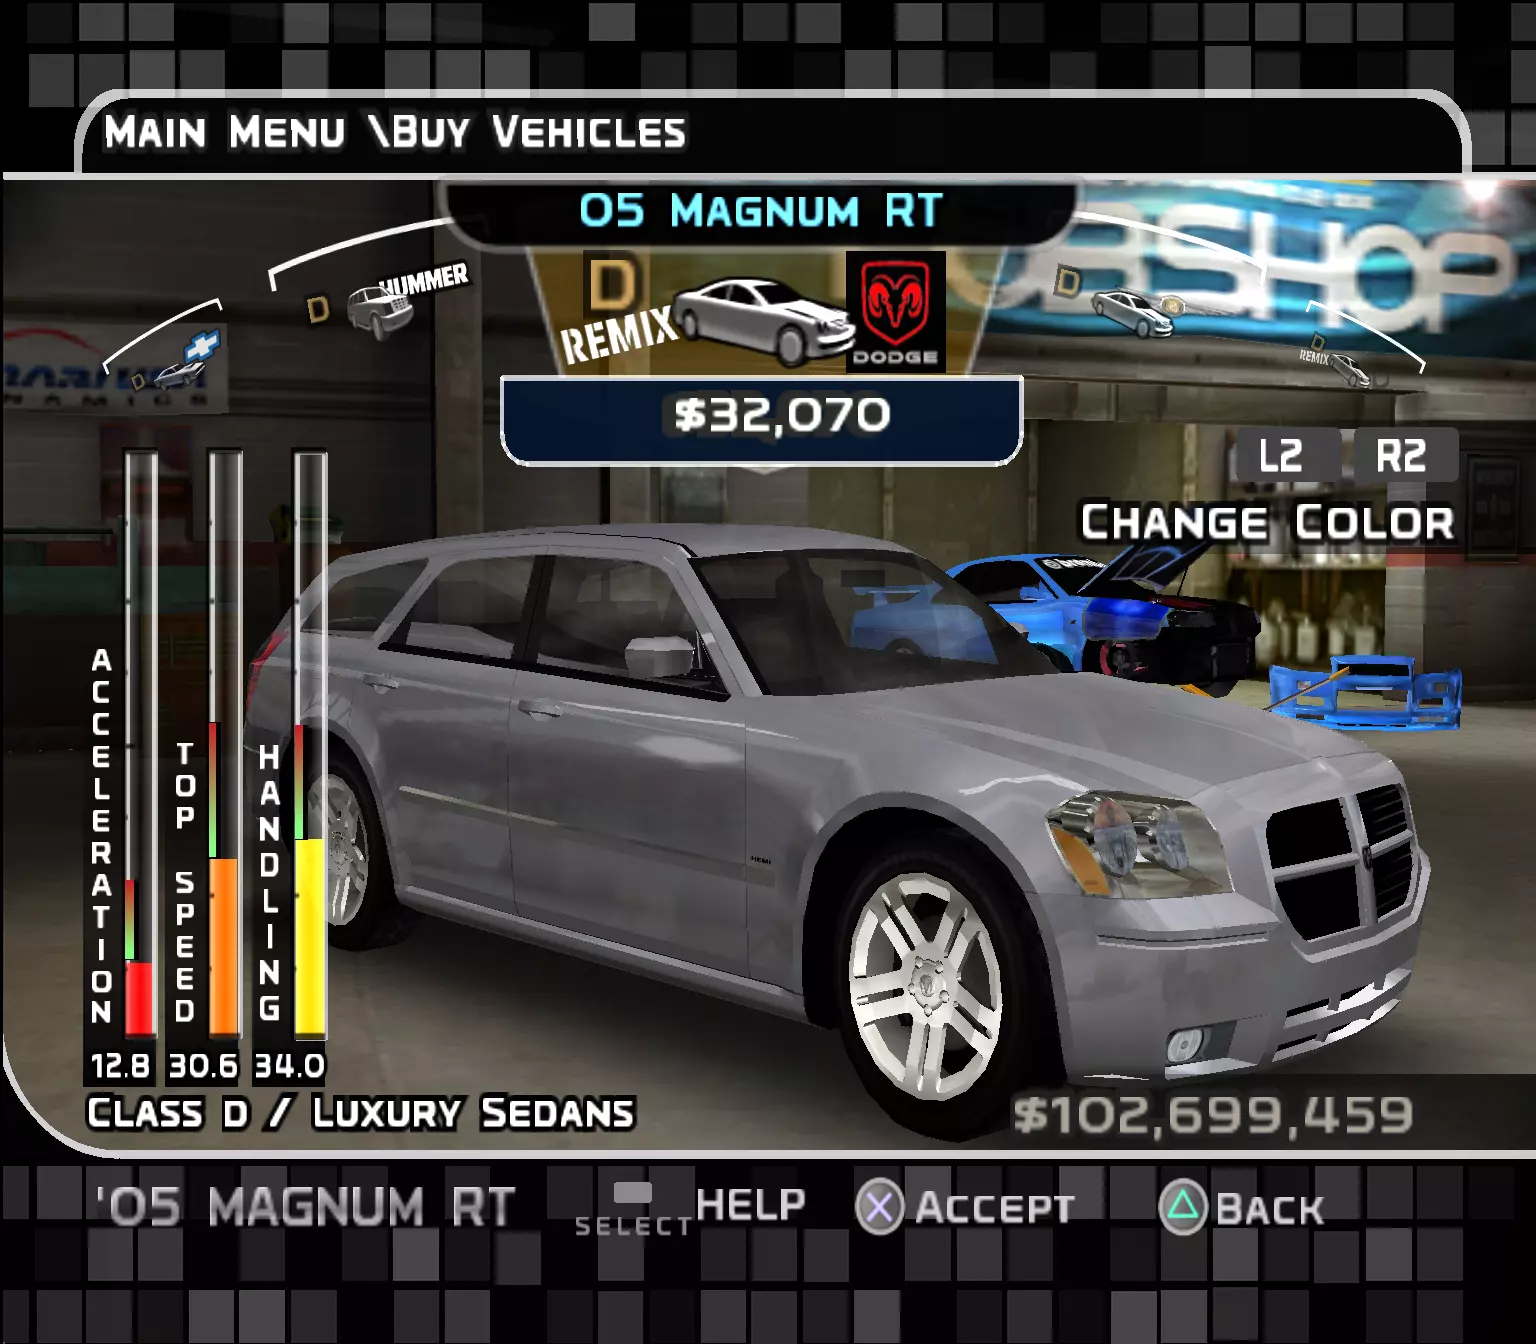 MAIN MENU \BUY VEHICLES
05 MAGNUM RT
D
HUMMER
D
REMIX
DODGE
D
D
REMIX
D
$32,070
L2 R2
CHANGE COLOR
ACCELERATION
TOP SPEED
HANDLING
HEMI
12.8 30.6 34.0
CLASS D / LUXURY SEDANS
$102,699,459
'05 MAGNUM RT
SELECT HELP
ACCEPT
BACK